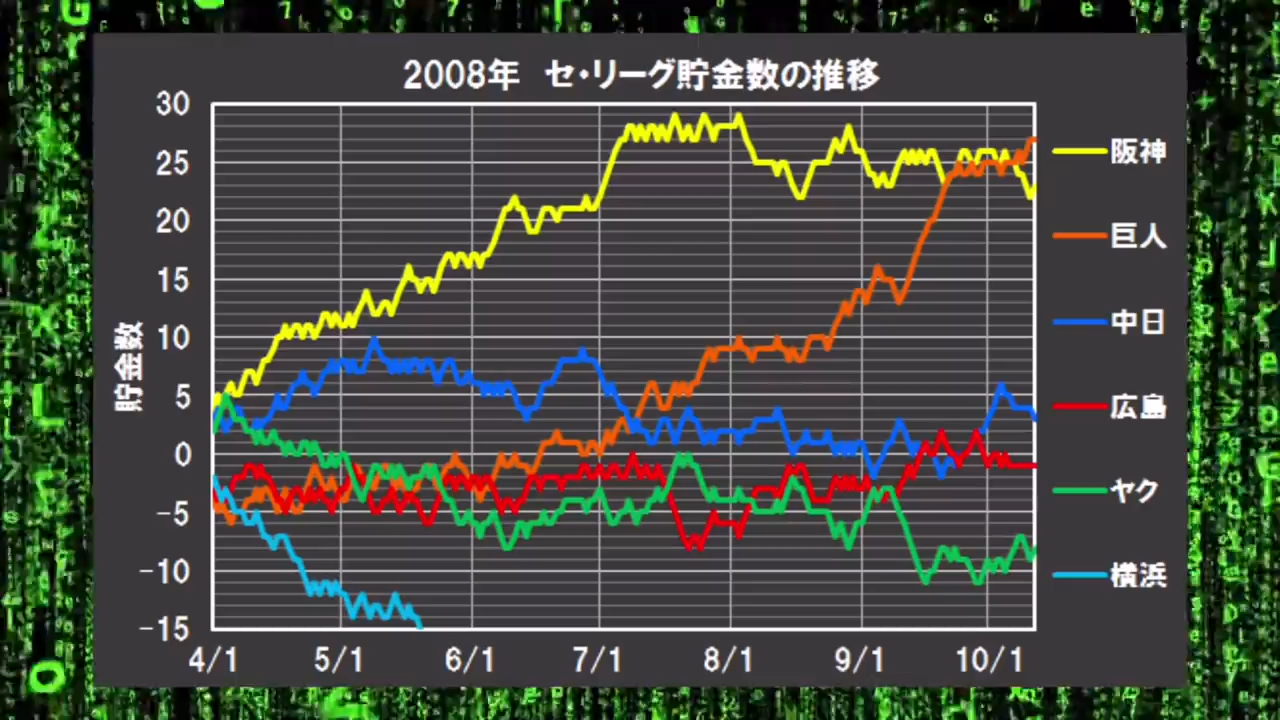 2008年 セ・リーグ貯金数の推移
貯金数
30
25
20
15
10
5
0
-5
-10
-15
4/1 5/1 6/1 7/1 8/1 9/1 10/1
阪神
巨人
中日
広島
ヤク
横浜